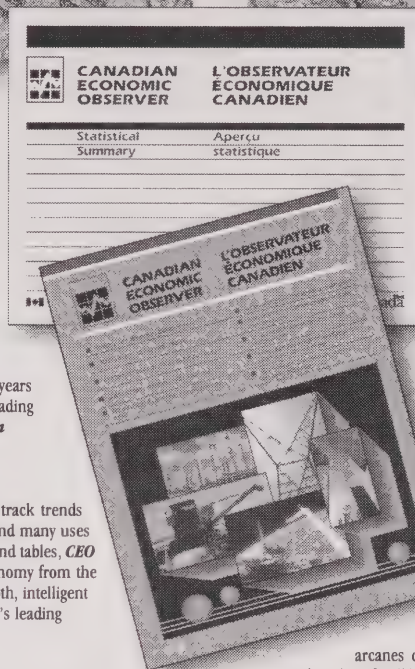 CANADIAN
ECONOMIC
OBSERVER
L'OBSERVATEUR
ÉCONOMIQUE
CANADIEN
Statistical
Summary
Aperçu
statistique
CANADIAN
ECONOMIC
OBSERVER
L'OBSERVATEUR
ÉCONOMIQUE
CANADIEN
years
ading
track trends
nd many uses
nd tables, CEO
nomy from the
th, intelligent
's leading
arcanes d